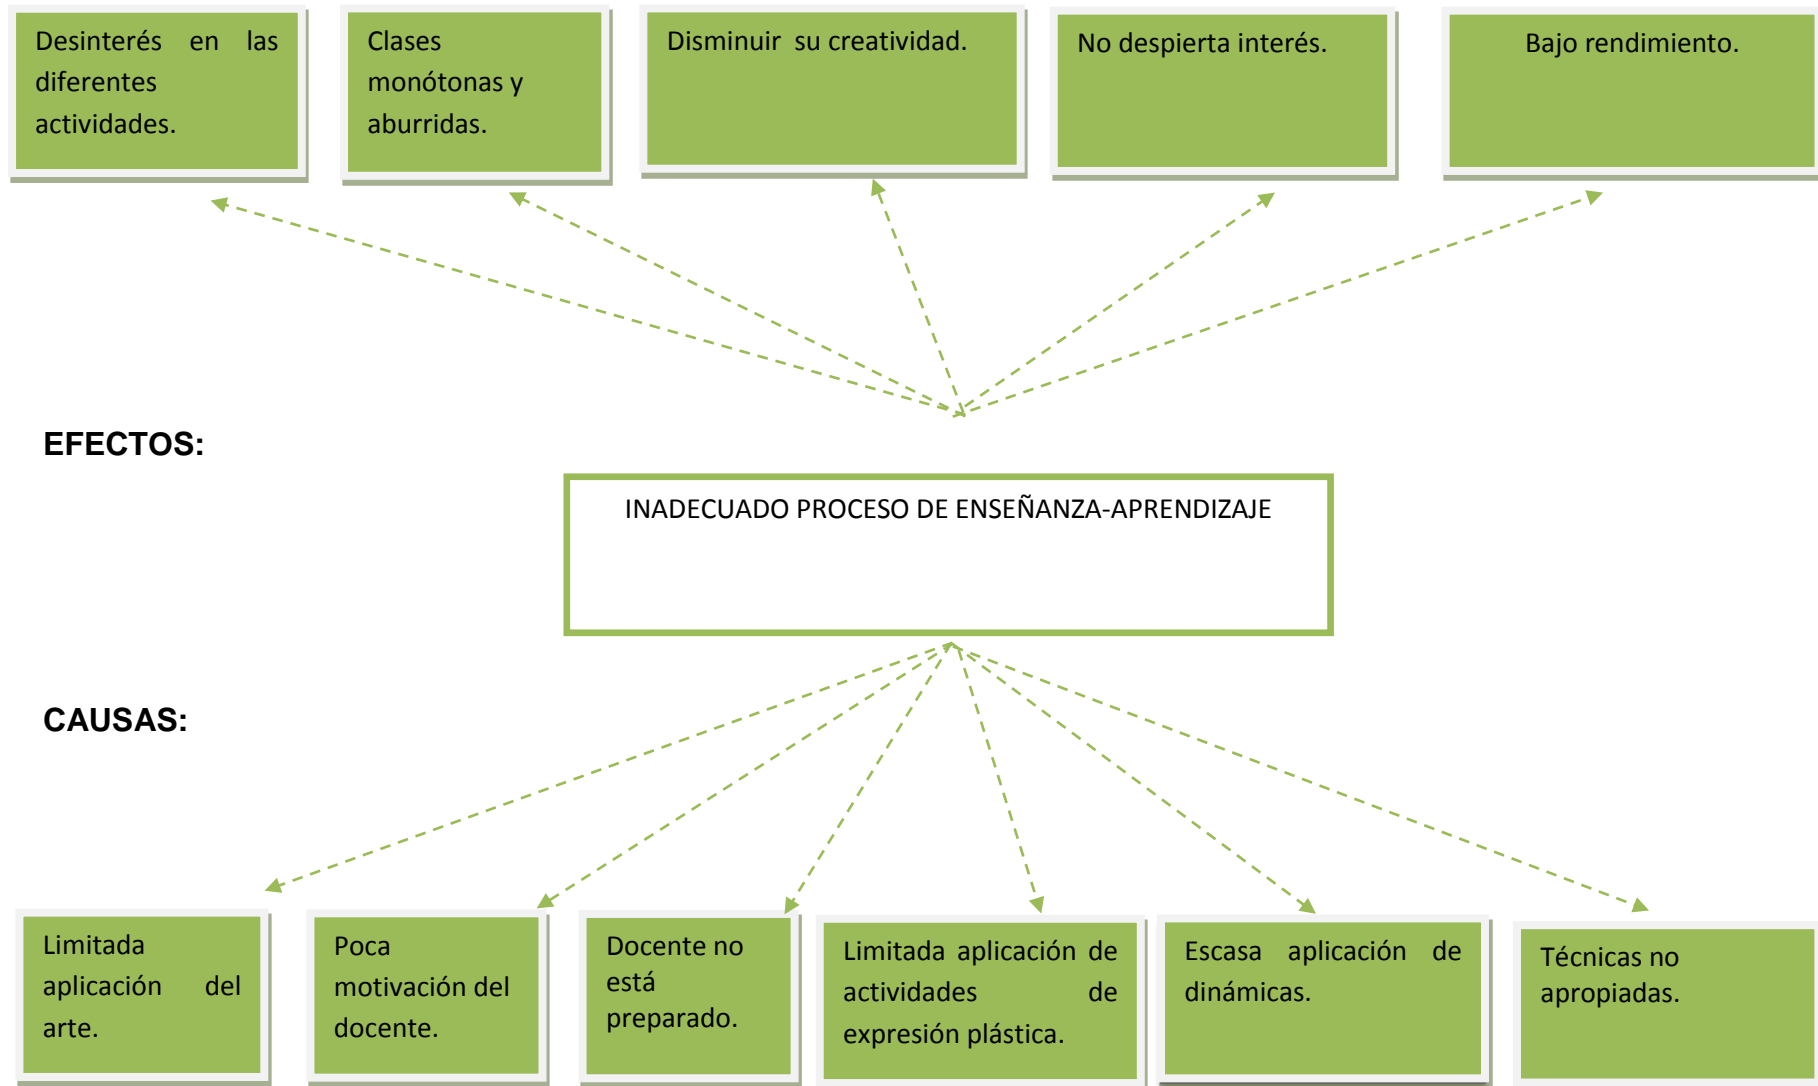 Desinterés en las
diferentes
actividades.
Clases
monótonas y
aburridas.
Disminuir su creatividad.
No despierta interés.
Bajo rendimiento.
EFECTOS:
INADECUADO PROCESO DE ENSEÑANZA-APRENDIZAJE
CAUSAS:
Limitada
aplicación del
arte.
Poca
motivación del
docente.
Docente no
está
preparado.
Limitada aplicación de
actividades de
expresión plástica.
Escasa aplicación de
dinámicas.
Técnicas no
apropiadas.